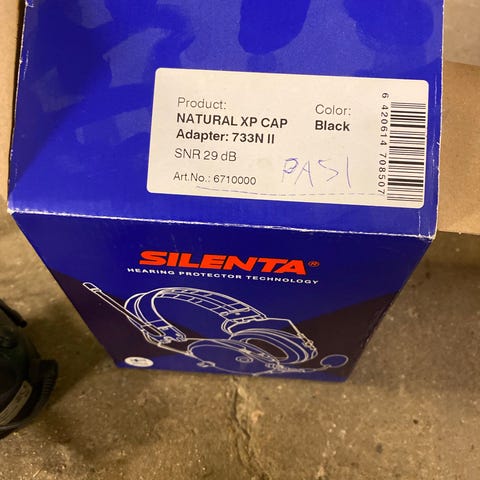 Product:
Color:
NATURAL XP CAP
Black
Adapter: 733N II
SNR 29 dB
Art.No.: 6710000
PASI
6 420614 708507
SILENTA®
HEARING PROTECTOR TECHNOLOGY